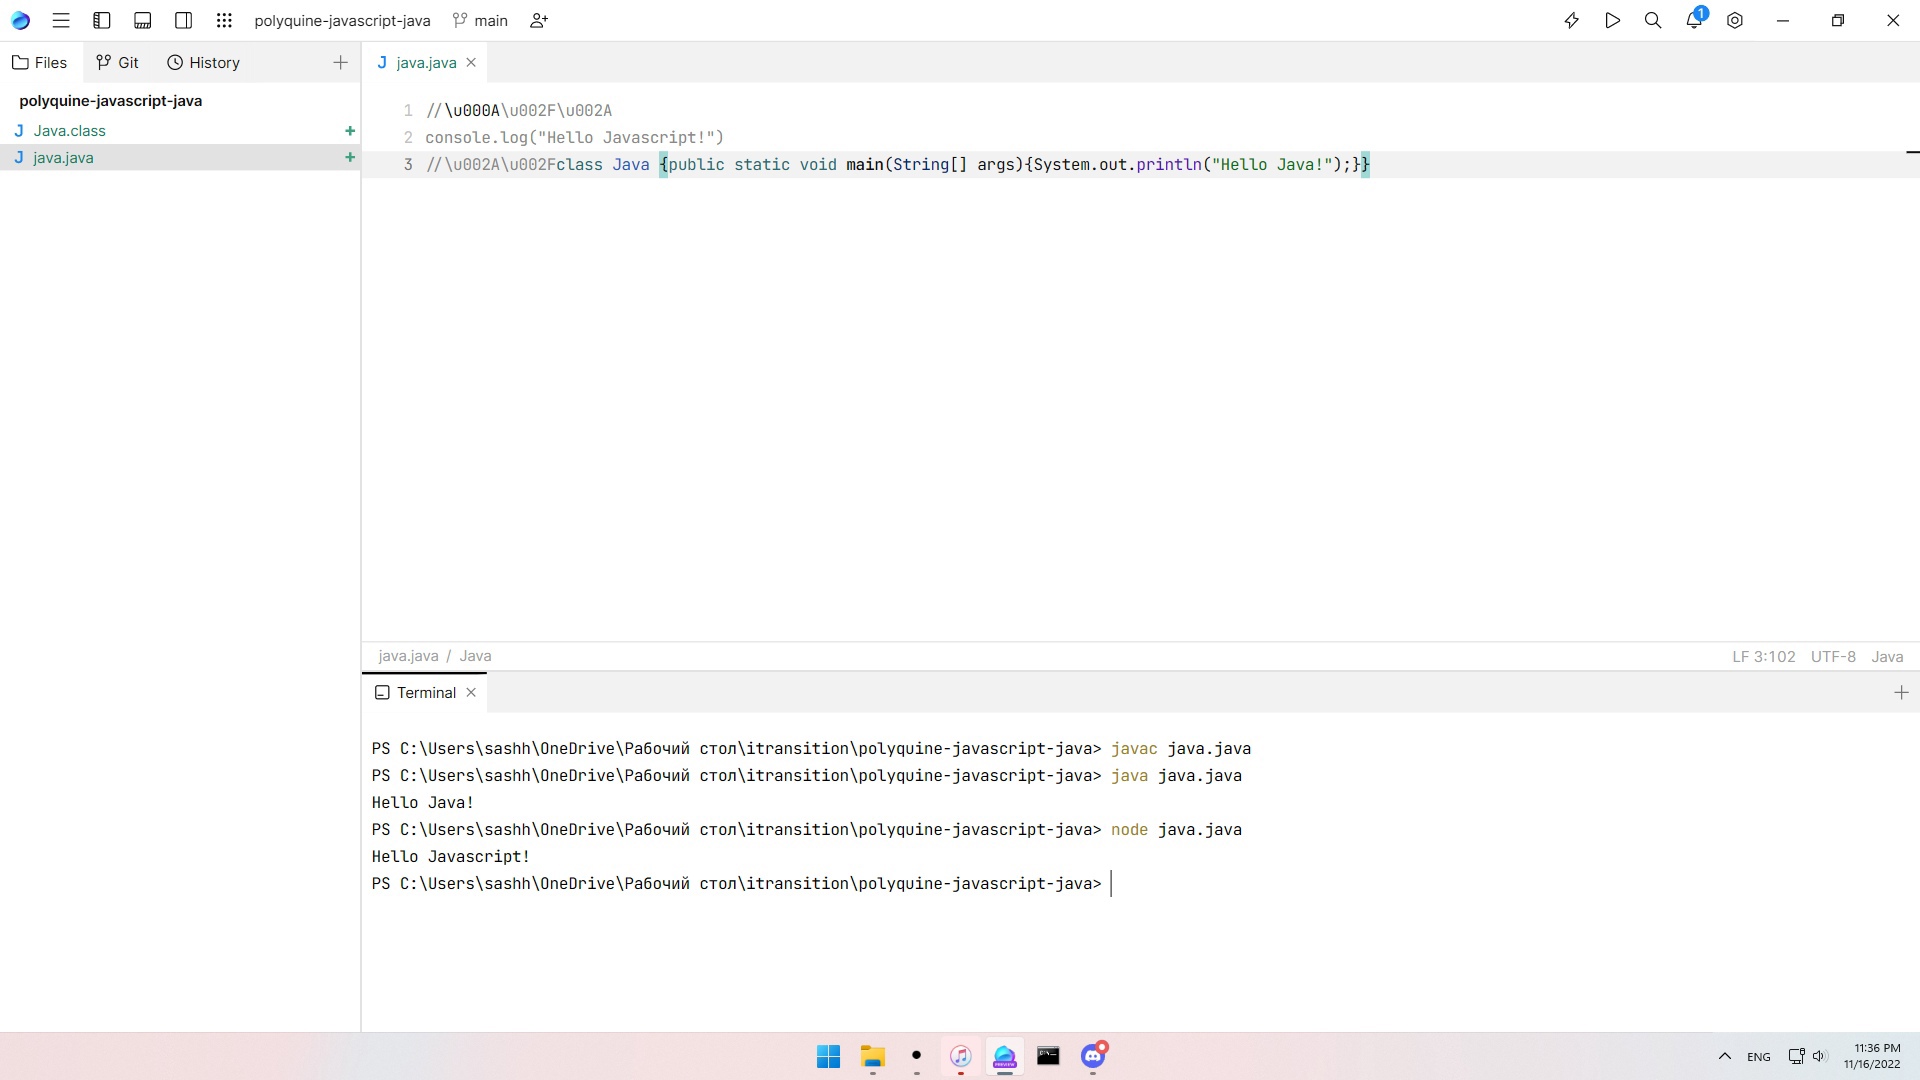 polyquine-javascript-java main 1
Files Git History
java.java
polyquine-javascript-java
J Java.class +
J java.java +
1 //\u000A\u002F\u002A
2 console.log("Hello Javascript!")
3 //\u002A\u002Fclass Java {public static void main(String[] args){System.out.println("Hello Java!");}}
java.java / Java
LF 3:102 UTF-8 Java
Terminal
PS C:\Users\sashh\OneDrive\Рабочий стол\itransition\polyquine-javascript-java> javac java.java
PS C:\Users\sashh\OneDrive\Рабочий стол\itransition\polyquine-javascript-java> java java.java
Hello Java!
PS C:\Users\sashh\OneDrive\Рабочий стол\itransition\polyquine-javascript-java> node java.java
Hello Javascript!
PS C:\Users\sashh\OneDrive\Рабочий стол\itransition\polyquine-javascript-java>
PREVIEW
ENG
11:36 PM
11/16/2022